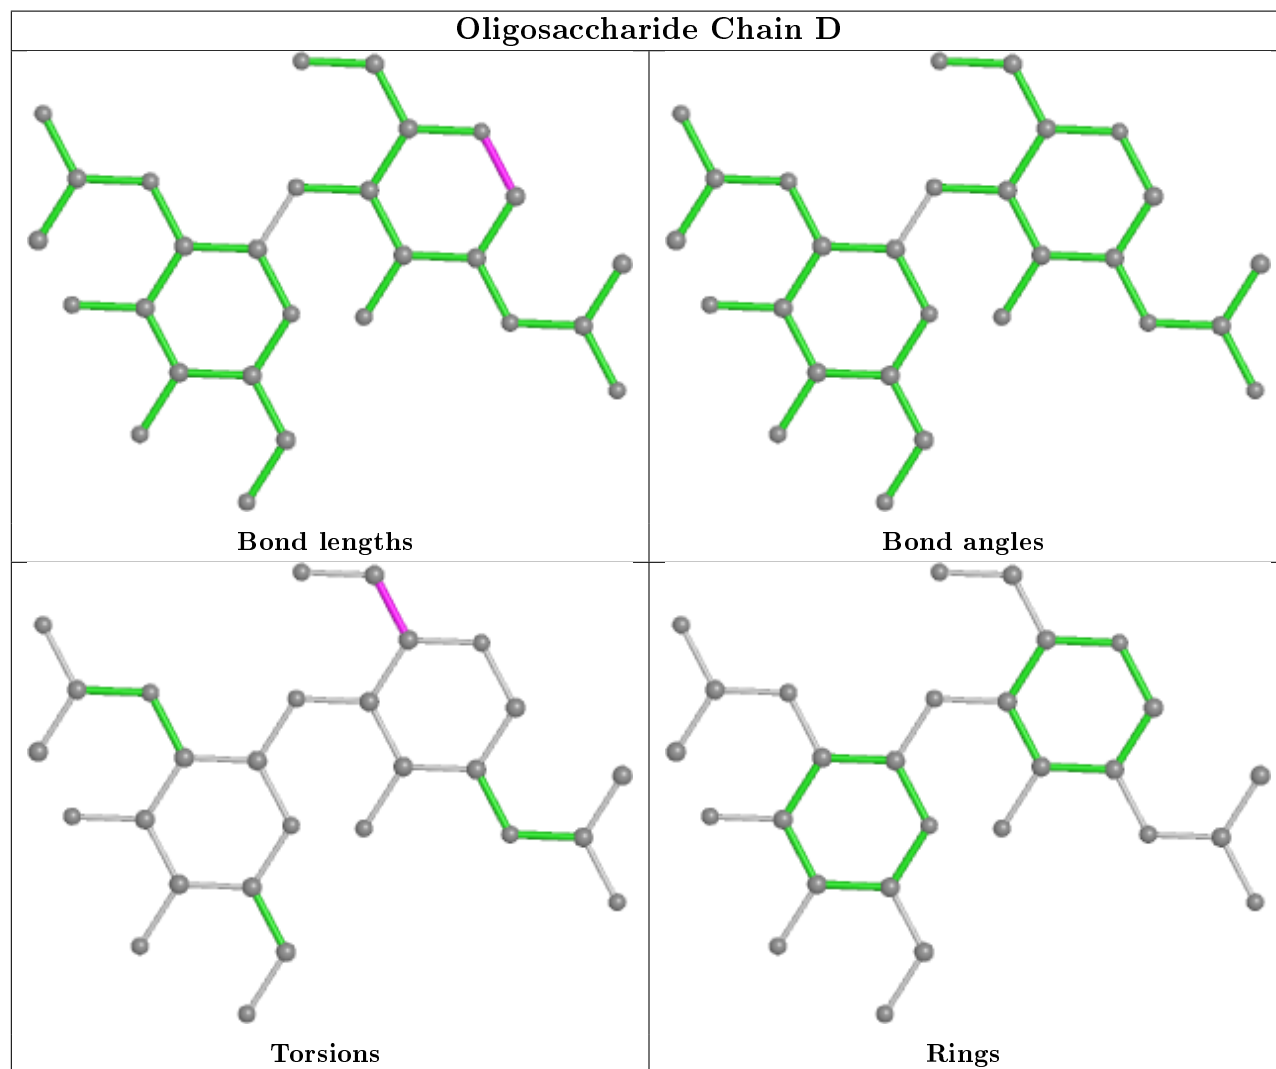 Oligosaccharide Chain D
Bond lengths
Bond angles
Torsions
Rings